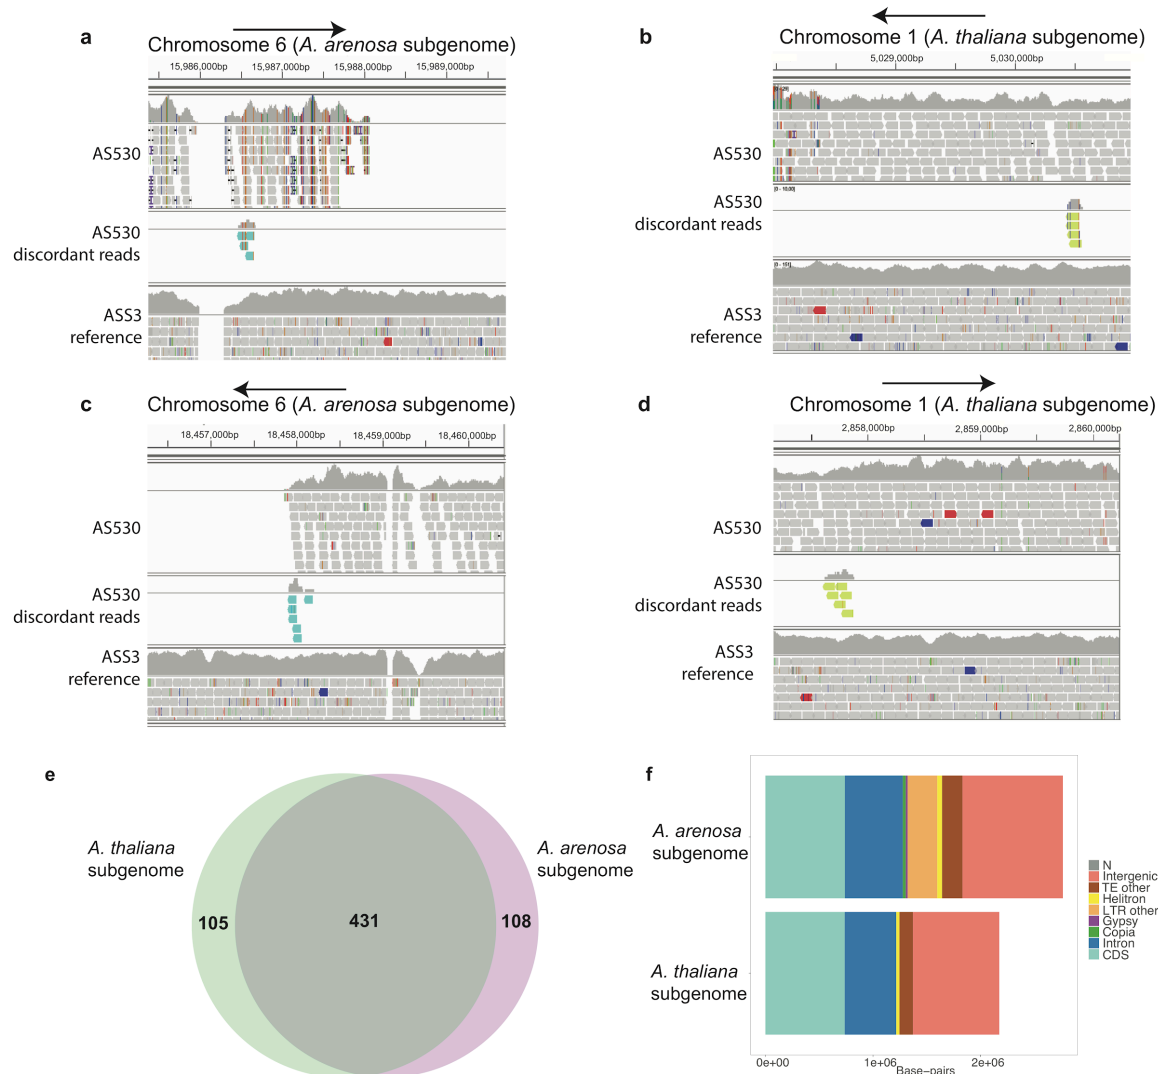 a
Chromosome 6 (A. arenosa subgenome)
15,986,000bp 15,987,000bp 15,988,000bp 15,989,000bp
AS530
AS530
discordant reads
ASS3
reference
b
Chromosome 1 (A. thaliana subgenome)
5,029,000bp 5,030,000bp
AS530
AS530
discordant reads
ASS3
reference
c
Chromosome 6 (A. arenosa subgenome)
18,457,000bp 18,458,000bp 18,459,000bp 18,460,000bp
AS530
AS530
discordant reads
ASS3
reference
d
Chromosome 1 (A. thaliana subgenome)
2,858,000bp 2,859,000bp 2,860,000bp
AS530
AS530
discordant reads
ASS3
reference
e
A. thaliana
subgenome
105
431
108
A. arenosa
subgenome
f
A. arenosa
subgenome
A. thaliana
subgenome
0e+00 1e+06 2e+06
Base-pairs
N
Intergenic
TE other
Helitron
LTR other
Gypsy
Copia
Intron
CDS